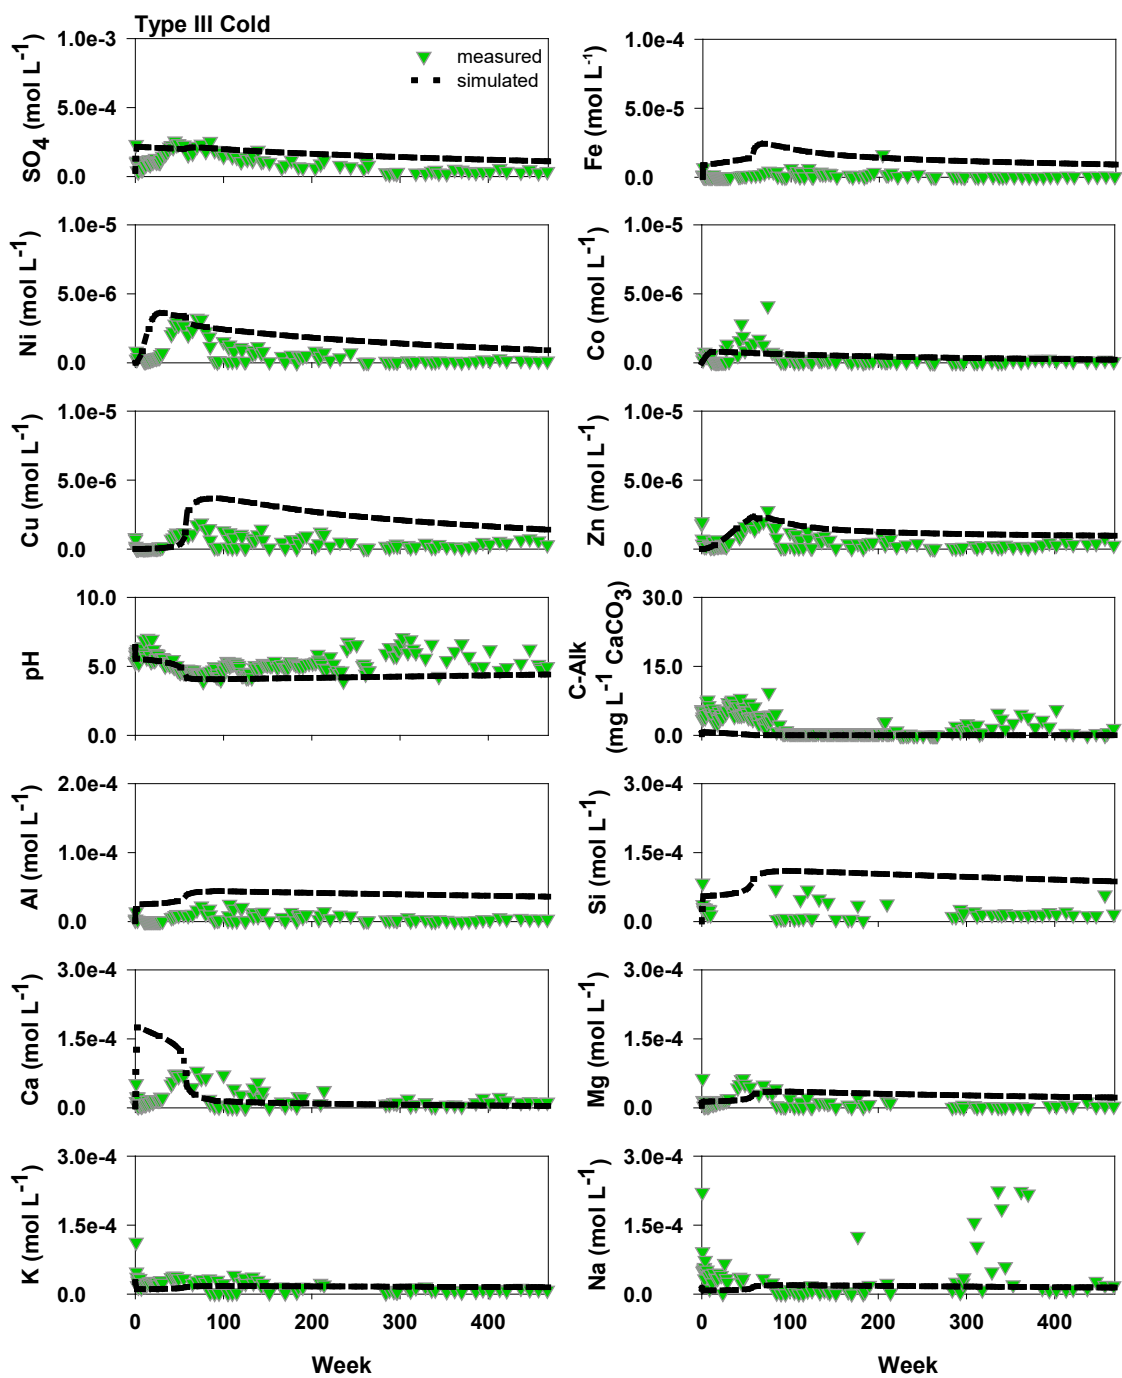 Type III Cold
1.0e-3
5.0e-4
0.0
SO4 (mol L-1)
measured
simulated
1.0e-4
5.0e-5
0.0
Fe (mol L-1)
1.0e-5
5.0e-6
0.0
Ni (mol L-1)
1.0e-5
5.0e-6
0.0
Co (mol L-1)
1.0e-5
5.0e-6
0.0
Cu (mol L-1)
1.0e-5
5.0e-6
0.0
Zn (mol L-1)
10.0
5.0
0.0
pH
30.0
15.0
0.0
C-Alk
(mg L-1 CaCO3)
2.0e-4
1.0e-4
0.0
0
100
200
300
400
Al (mol L-1)
3.0e-4
1.5e-4
0.0
Si (mol L-1)
3.0e-4
1.5e-4
0.0
Ca (mol L-1)
3.0e-4
1.5e-4
0.0
Mg (mol L-1)
3.0e-4
1.5e-4
0.0
K (mol L-1)
0
100
200
300
400
Week
3.0e-4
1.5e-4
0.0
Na (mol L-1)
0
100
200
300
400
Week